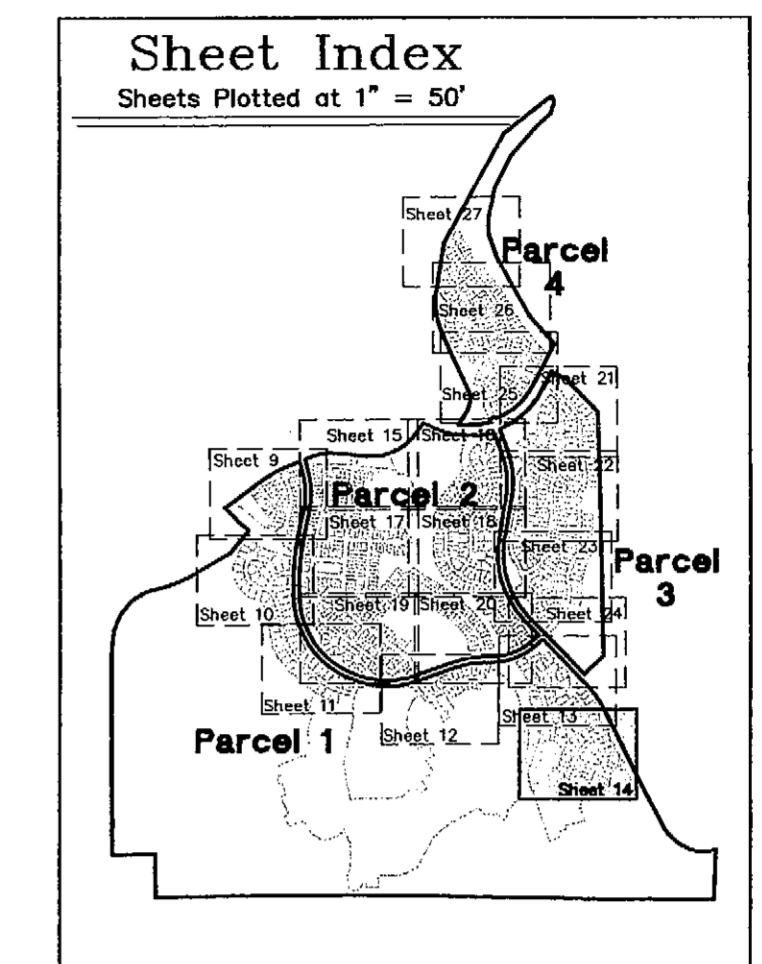 Sheet Index
Sheets Plotted at 1" = 50'
Sheet 27
Parcel
4
Sheet 26
Sheet 25
Sheet 21
Sheet 15
Sheet 16
Sheet 9
Sheet 22
Parcel 2
Sheet 17
Sheet 18
Sheet 23
Parcel
3
Sheet 10
Sheet 19
Sheet 20
Sheet 24
Sheet 11
Sheet 13
Parcel 1
Sheet 12
Sheet 14